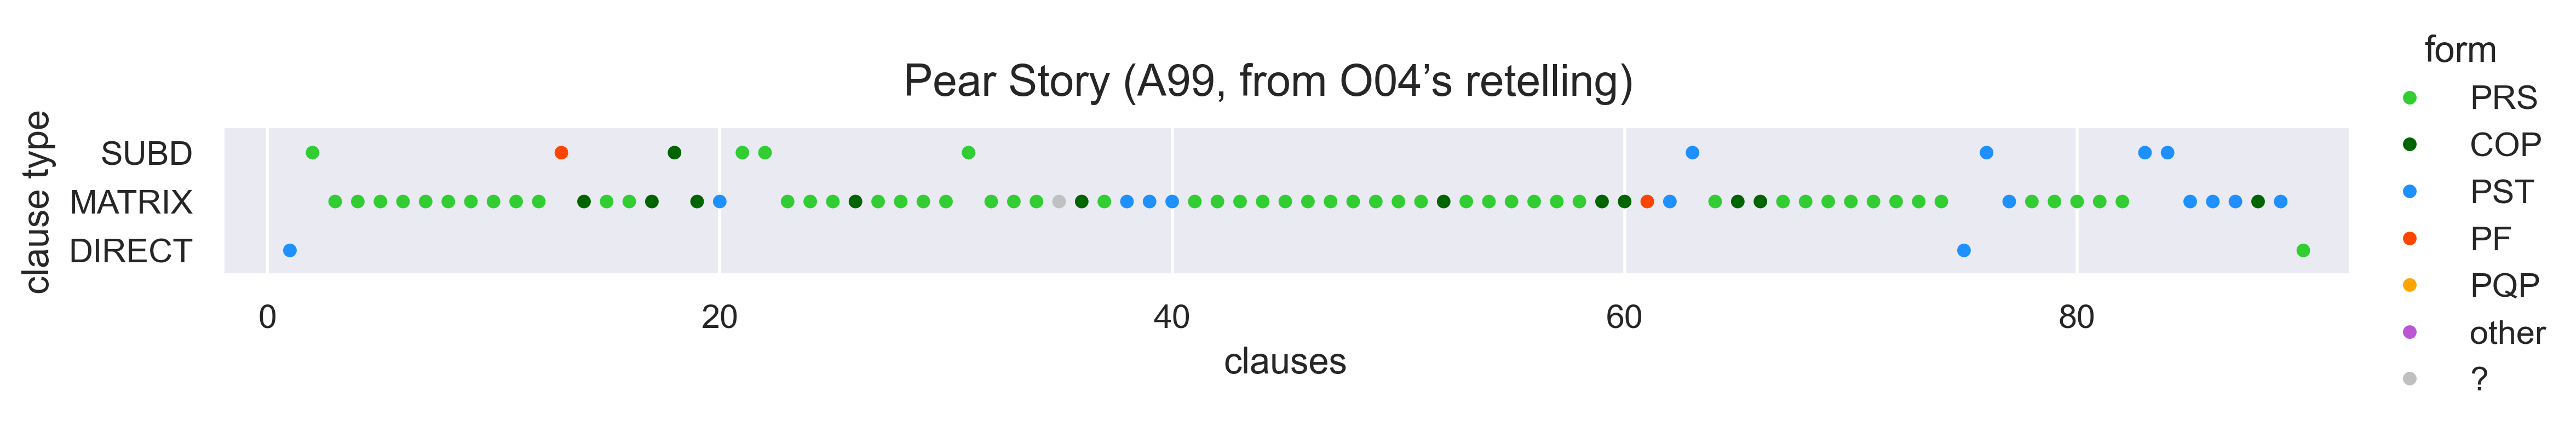 Pear Story (A99, from O04’s retelling)
clause type
SUBD
MATRIX
DIRECT
0 20 40 60 80
clauses
form
PRS
COP
PST
PF
PQP
other
?